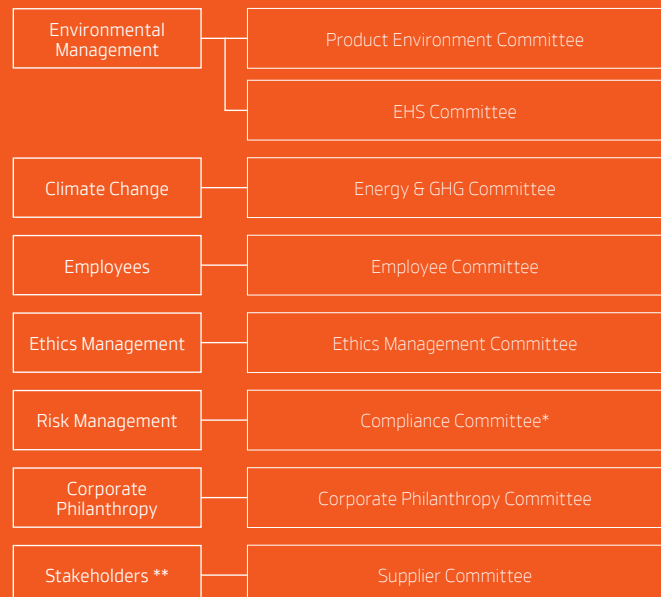 Environmental
Management
Product Environment Committee
EHS Committee
Climate Change
Energy & GHG Committee
Employees
Employee Committee
Ethics Management
Ethics Management Committee
Risk Management
Compliance Committee*
Corporate
Philanthropy
Corporate Philanthropy Committee
Stakeholders **
Supplier Committee